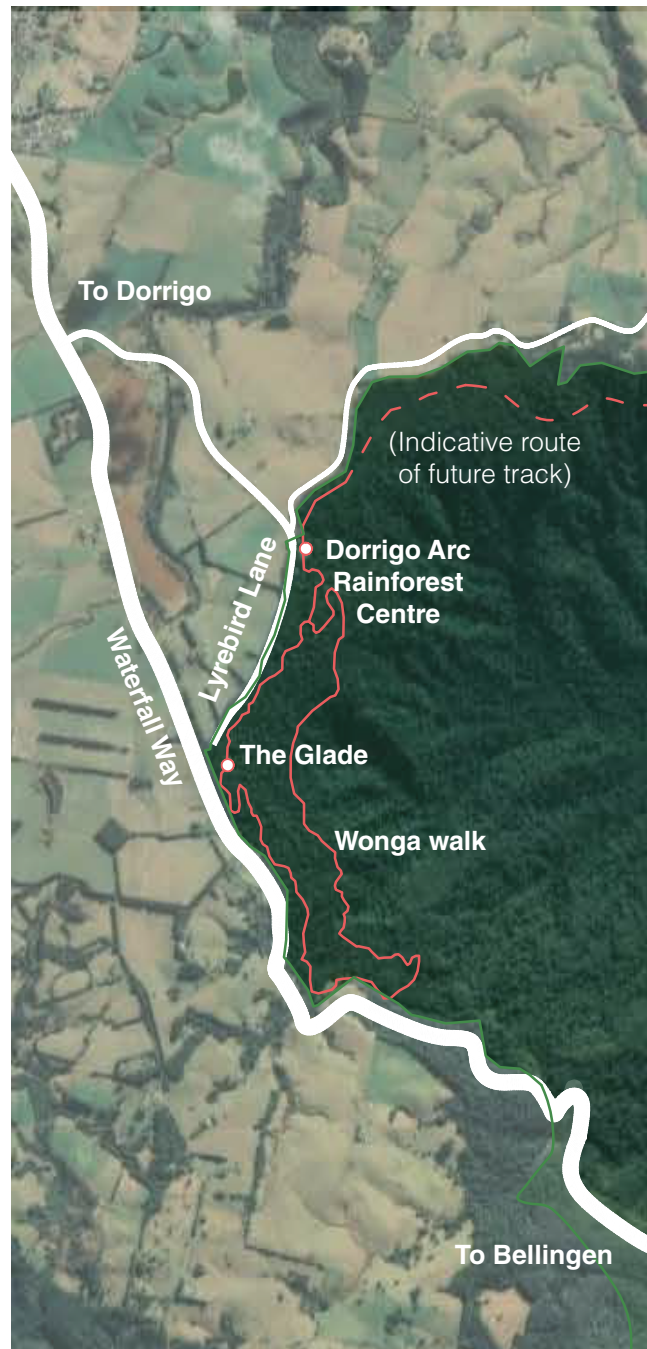 To Dorrigo
(Indicative route
of future track)
Dorrigo Arc
Rainforest
Centre
Lyrebird Lane
Waterfall Way
The Glade
Wonga walk
To Bellingen